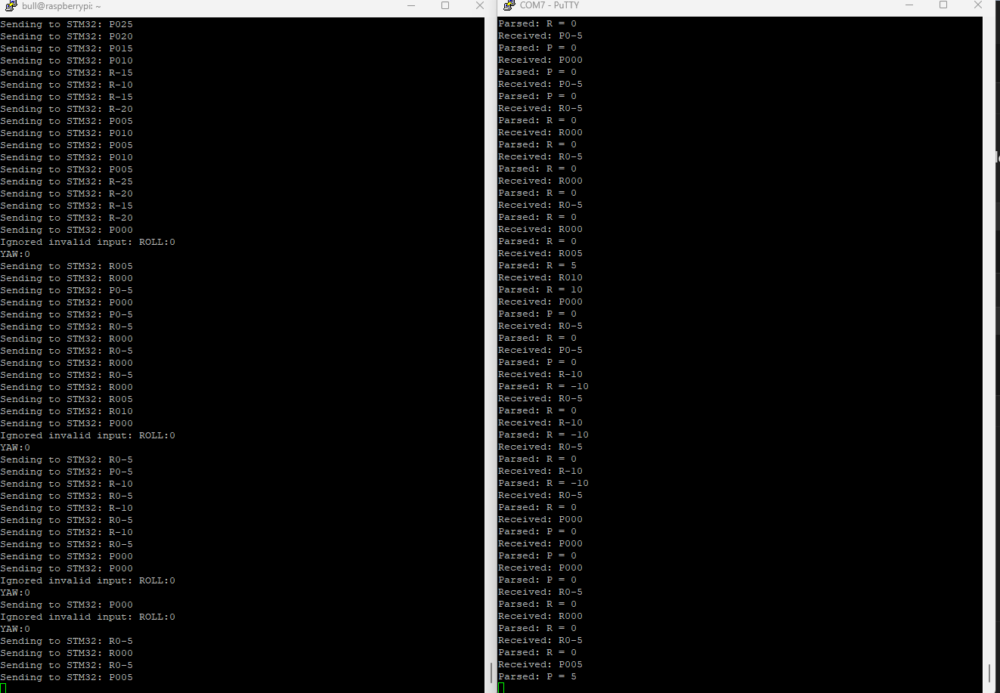 bull@raspberrypi: ~
Sending to STM32: P025
Sending to STM32: P020
Sending to STM32: P015
Sending to STM32: P010
Sending to STM32: R-15
Sending to STM32: R-10
Sending to STM32: R-15
Sending to STM32: R-20
Sending to STM32: P005
Sending to STM32: P010
Sending to STM32: P005
Sending to STM32: P010
Sending to STM32: P005
Sending to STM32: R-25
Sending to STM32: R-20
Sending to STM32: R-15
Sending to STM32: R-20
Sending to STM32: P000
Ignored invalid input: ROLL:0
YAW:0
Sending to STM32: R005
Sending to STM32: R000
Sending to STM32: P0-5
Sending to STM32: P000
Sending to STM32: P0-5
Sending to STM32: R0-5
Sending to STM32: R000
Sending to STM32: R0-5
Sending to STM32: R000
Sending to STM32: R0-5
Sending to STM32: R000
Sending to STM32: R005
Sending to STM32: R010
Sending to STM32: P000
Ignored invalid input: ROLL:0
YAW:0
Sending to STM32: R0-5
Sending to STM32: P0-5
Sending to STM32: R-10
Sending to STM32: R0-5
Sending to STM32: R-10
Sending to STM32: R0-5
Sending to STM32: R-10
Sending to STM32: R0-5
Sending to STM32: P000
Sending to STM32: P000
Ignored invalid input: ROLL:0
YAW:0
Sending to STM32: P000
Ignored invalid input: ROLL:0
YAW:0
Sending to STM32: R0-5
Sending to STM32: R000
Sending to STM32: R0-5
Sending to STM32: P005
COM7 - PuTTY
Parsed: R = 0
Received: P0-5
Parsed: P = 0
Received: P000
Parsed: P = 0
Received: P0-5
Parsed: P = 0
Received: R0-5
Parsed: R = 0
Received: R000
Parsed: R = 0
Received: R0-5
Parsed: R = 0
Received: R000
Parsed: R = 0
Received: R0-5
Parsed: R = 0
Received: R000
Parsed: R = 0
Received: R005
Parsed: R = 5
Received: R010
Parsed: R = 10
Received: P000
Parsed: P = 0
Received: R0-5
Parsed: R = 0
Received: P0-5
Parsed: P = 0
Received: R-10
Parsed: R = -10
Received: R0-5
Parsed: R = 0
Received: R-10
Parsed: R = -10
Received: R0-5
Parsed: R = 0
Received: R-10
Parsed: R = -10
Received: R0-5
Parsed: R = 0
Received: P000
Parsed: P = 0
Received: P000
Parsed: P = 0
Received: P000
Parsed: P = 0
Received: R0-5
Parsed: R = 0
Received: R000
Parsed: R = 0
Received: R0-5
Parsed: R = 0
Received: P005
Parsed: P = 5